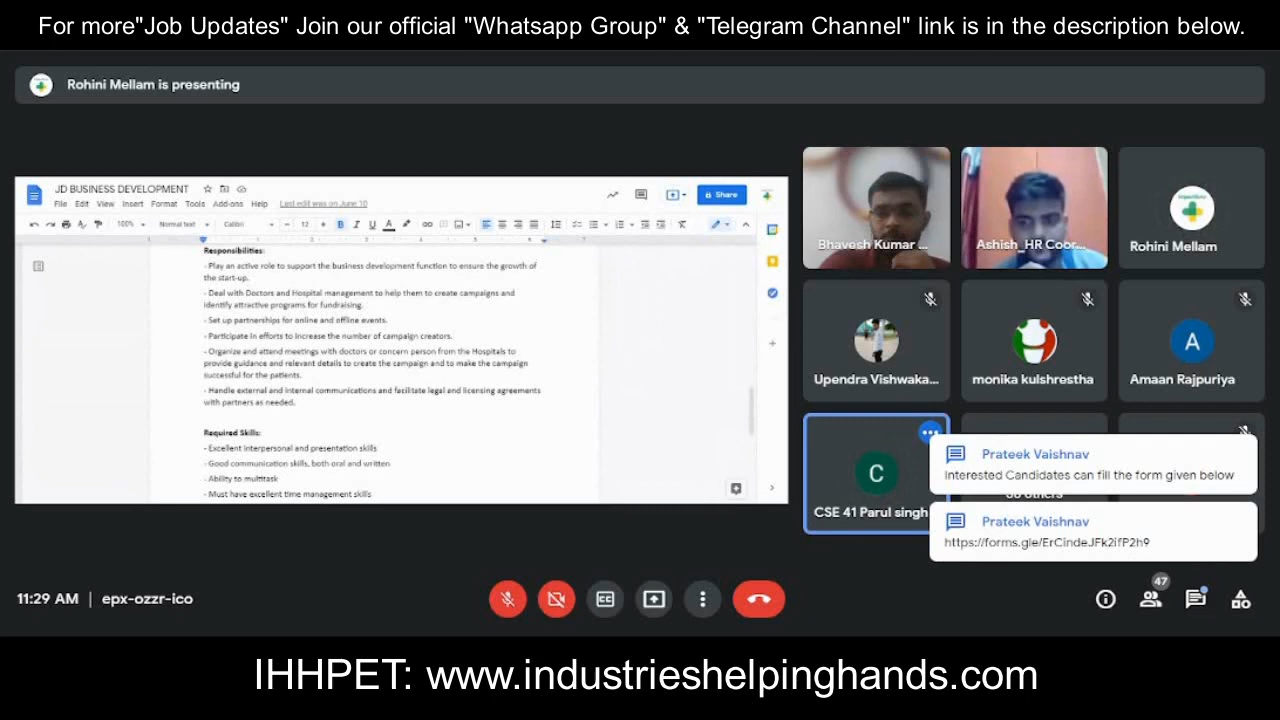 For more"Job Updates" Join our official "Whatsapp Group" & "Telegram Channel" link is in the description below.
Rohini Mellam is presenting
JD BUSINESS DEVELOPMENT
File Edit View Insert Format Tools Add-ons Help Last edit was on June 10
Share
100% Normal text Calibri 12
Responsibilities:
- Play an active role to support the business development function to ensure the growth of
the start-up.
- Deal with Doctors and Hospital management to help them to create campaigns and
identify attractive programs for fundraising.
- Set up partnerships for online and offline events.
- Participate in efforts to increase the number of campaign creators.
- Organize and attend meetings with doctors or concern person from the Hospitals to
provide guidance and relevant details to create the campaign and to make the campaign
successful for the patients.
- Handle external and internal communications and facilitate legal and licensing agreements
with partners as needed.
Required Skills:
- Excellent interpersonal and presentation skills
- Good communication skills, both oral and written
- Ability to multitask
- Must have excellent time management skills
Bhavesh Kumar ...
Ashish_HR Coor...
Rohini Mellam
Upendra Vishwaka...
monika kulshrestha
A
Amaan Rajpuriya
C
CSE 41 Parul singh
Prateek Vaishnav
Interested Candidates can fill the form given below
Prateek Vaishnav
https://forms.gle/ErCindeJFk2ifP2h9
11:29 AM | epx-ozzr-ico
47
IHHPET: www.industrieshelpinghands.com